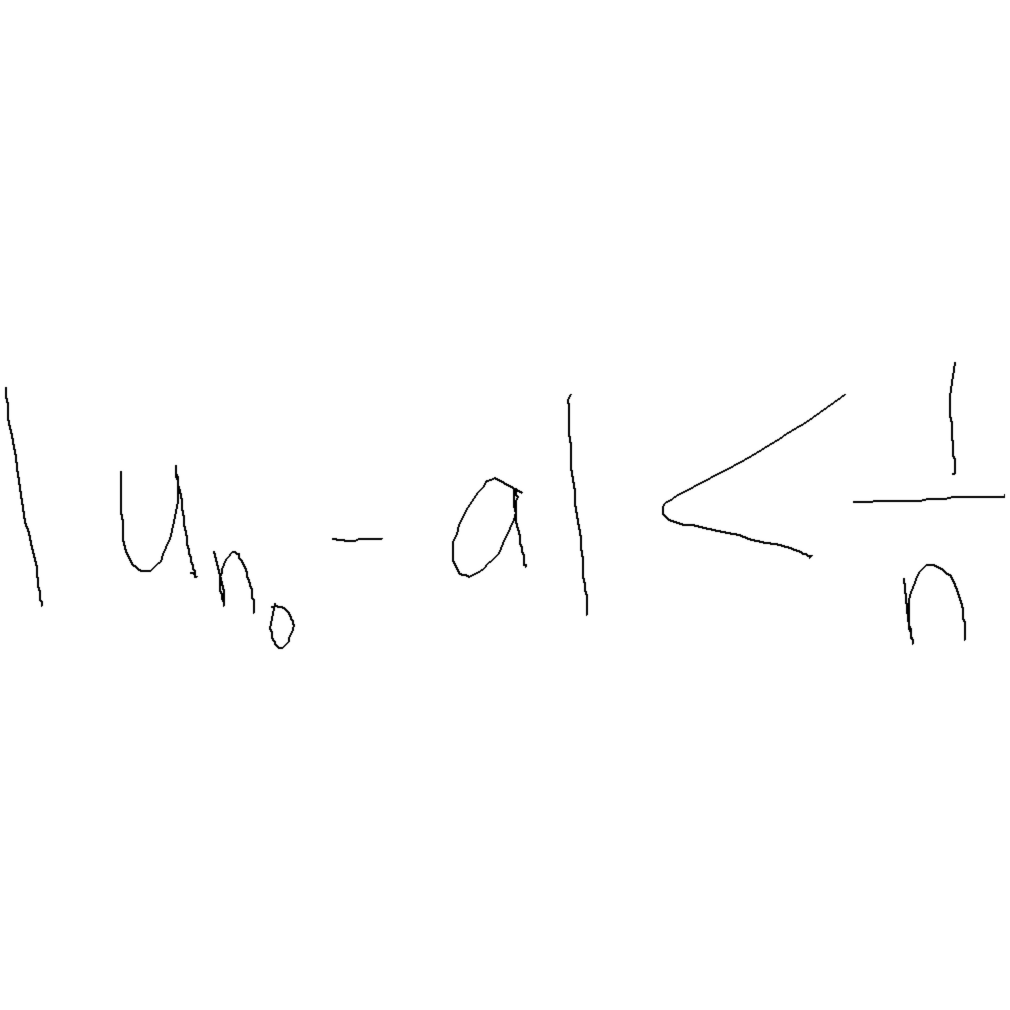 |u_{n_0} - a| < \frac{1}{n}